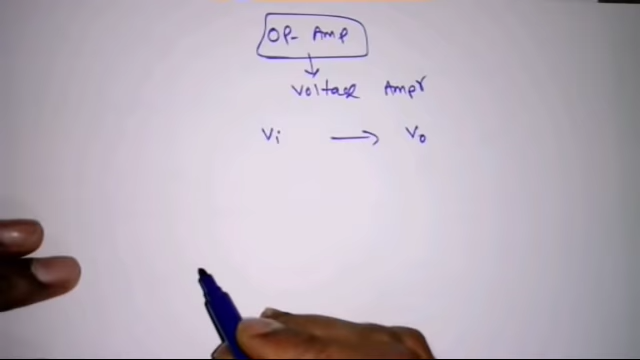 OP- Amp
Voltage Ampr
Vi → Vo